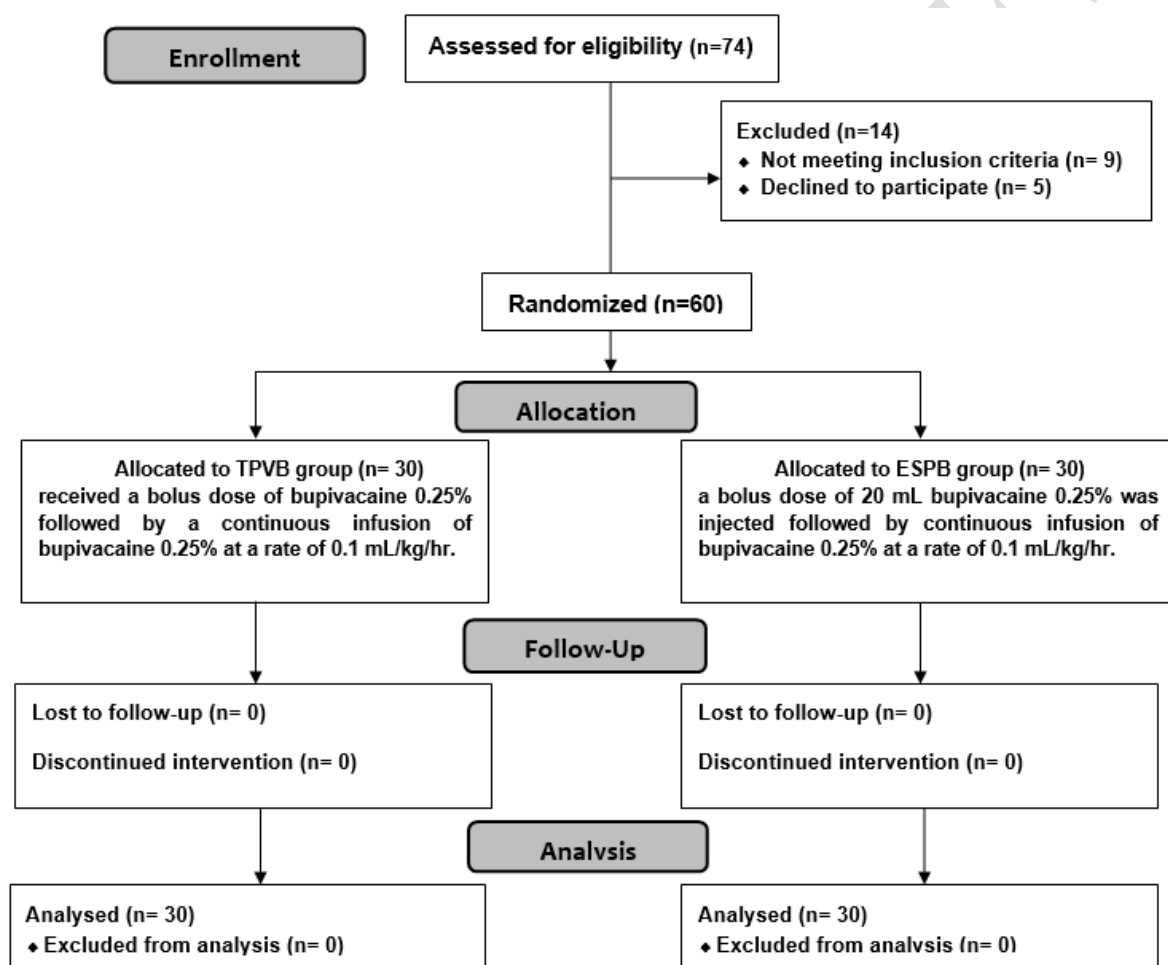 Enrollment
Assessed for eligibility (n=74)
Excluded (n=14)
♦ Not meeting inclusion criteria (n= 9)
♦ Declined to participate (n= 5)
Randomized (n=60)
Allocation
Allocated to TPVB group (n= 30)
received a bolus dose of bupivacaine 0.25%
followed by a continuous infusion of
bupivacaine 0.25% at a rate of 0.1 mL/kg/hr.
Allocated to ESPB group (n= 30)
a bolus dose of 20 mL bupivacaine 0.25% was
injected followed by continuous infusion of
bupivacaine 0.25% at a rate of 0.1 mL/kg/hr.
Follow-Up
Lost to follow-up (n= 0)
Discontinued intervention (n= 0)
Lost to follow-up (n= 0)
Discontinued intervention (n= 0)
Analysis
Analysed (n= 30)
♦ Excluded from analysis (n= 0)
Analysed (n= 30)
♦ Excluded from analysis (n= 0)